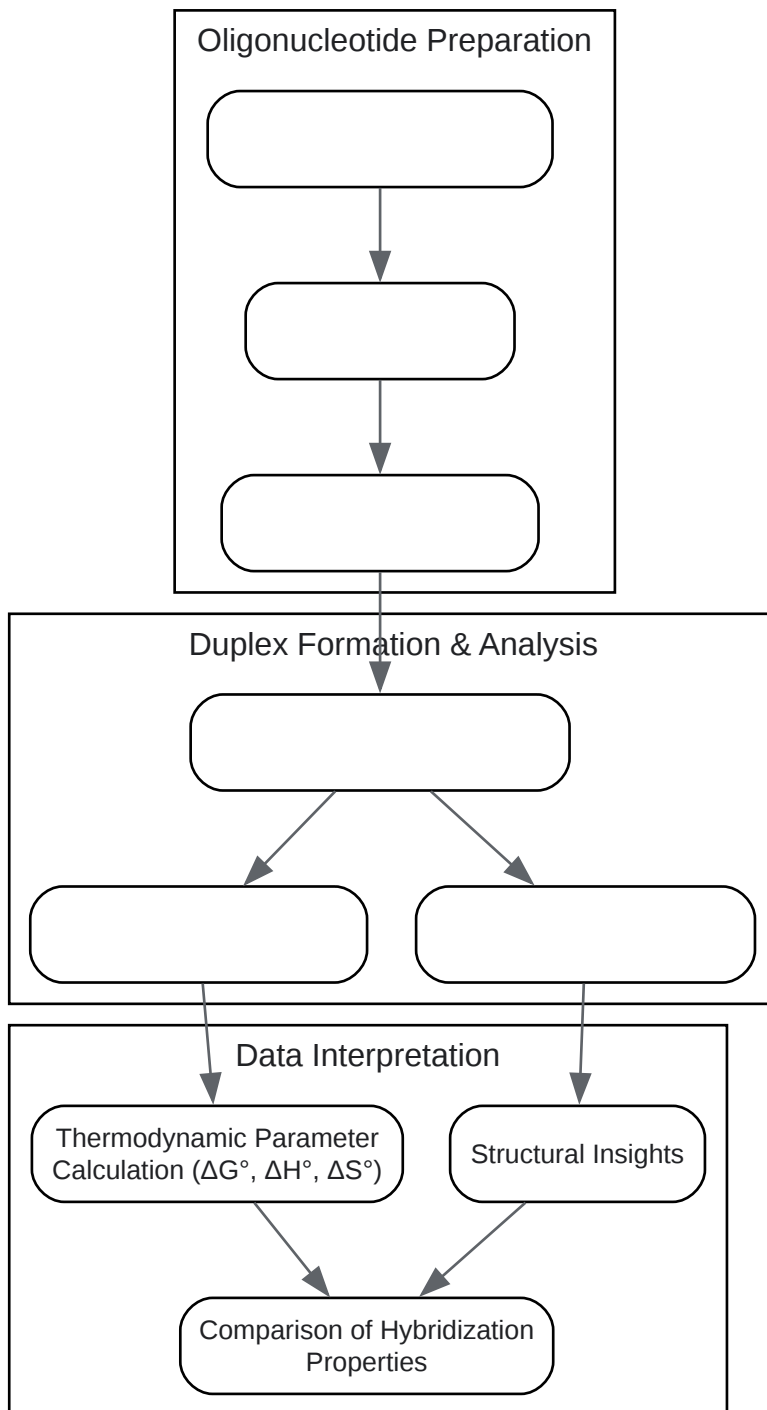 Oligonucleotide Preparation
Duplex Formation & Analysis
Data Interpretation
Thermodynamic Parameter
Calculation (ΔG°, ΔH°, ΔS°)
Structural Insights
Comparison of Hybridization
Properties